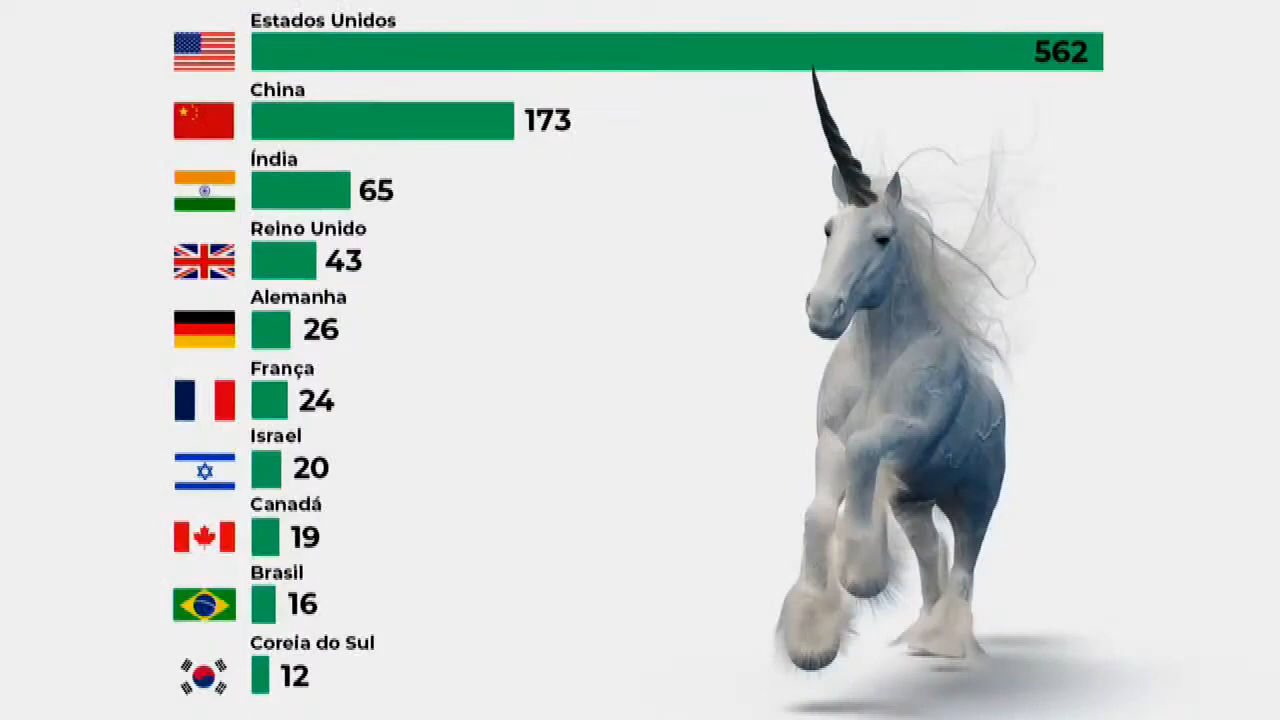 Estados Unidos
562
China
173
Índia
65
Reino Unido
43
Alemanha
26
França
24
Israel
20
Canadá
19
Brasil
16
Coreia do Sul
12